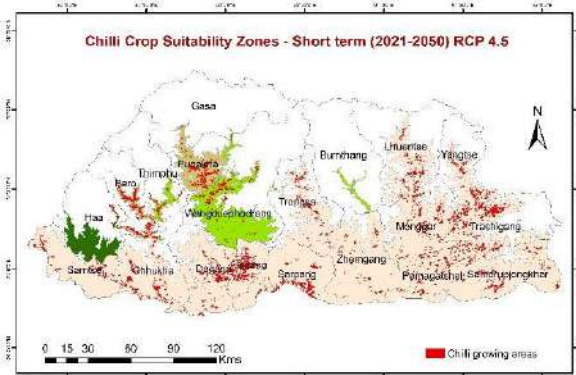 Chilli Crop Suitability Zones - Short term (2021-2050) RCP 4.5
Gasa
N
Lhuentse
Bumthang
Yangtse
Punakha
Thimphu
Paro
Haa
Wangduephodrang
Trongsa
Mongar
Trashigang
Zhemgang
Samtse
Chhukha
Dagana
Sarpang
Pemagatshel
Samdrupjongkhar
0 15 30 60 90 120
Kms
Chilli growing areas